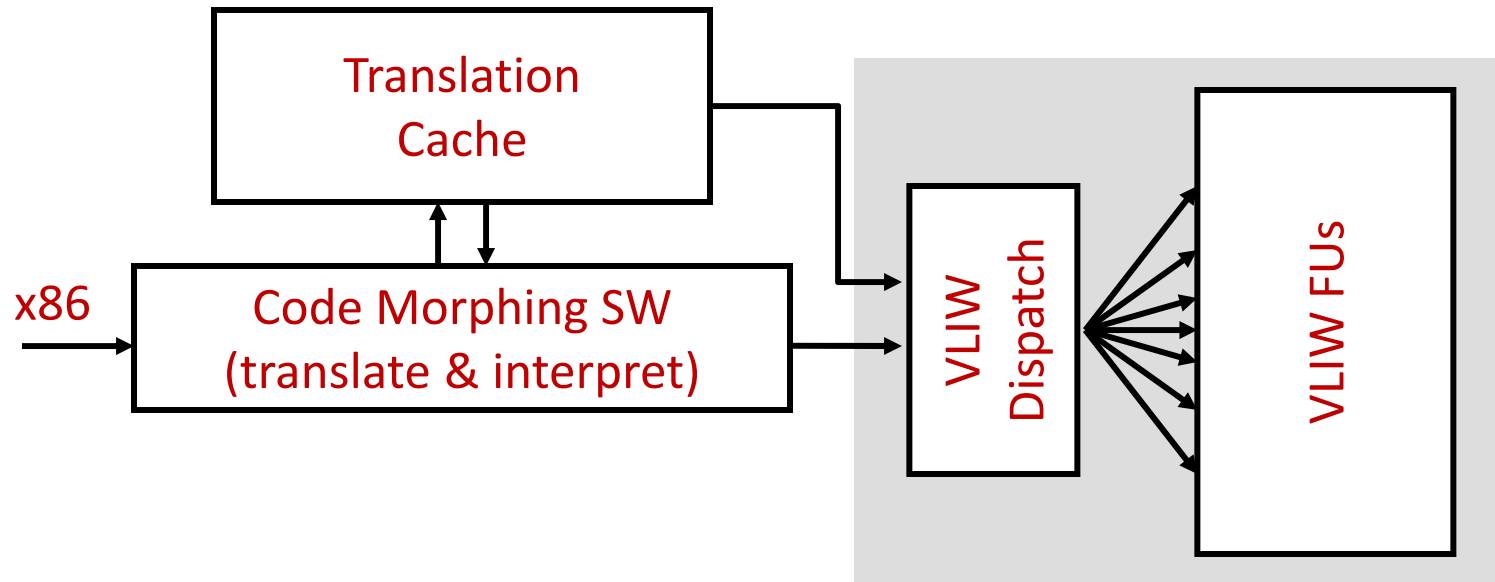 Translation
Cache
x86
Code Morphing SW
(translate & interpret)
VLIW
Dispatch
VLIW FUs